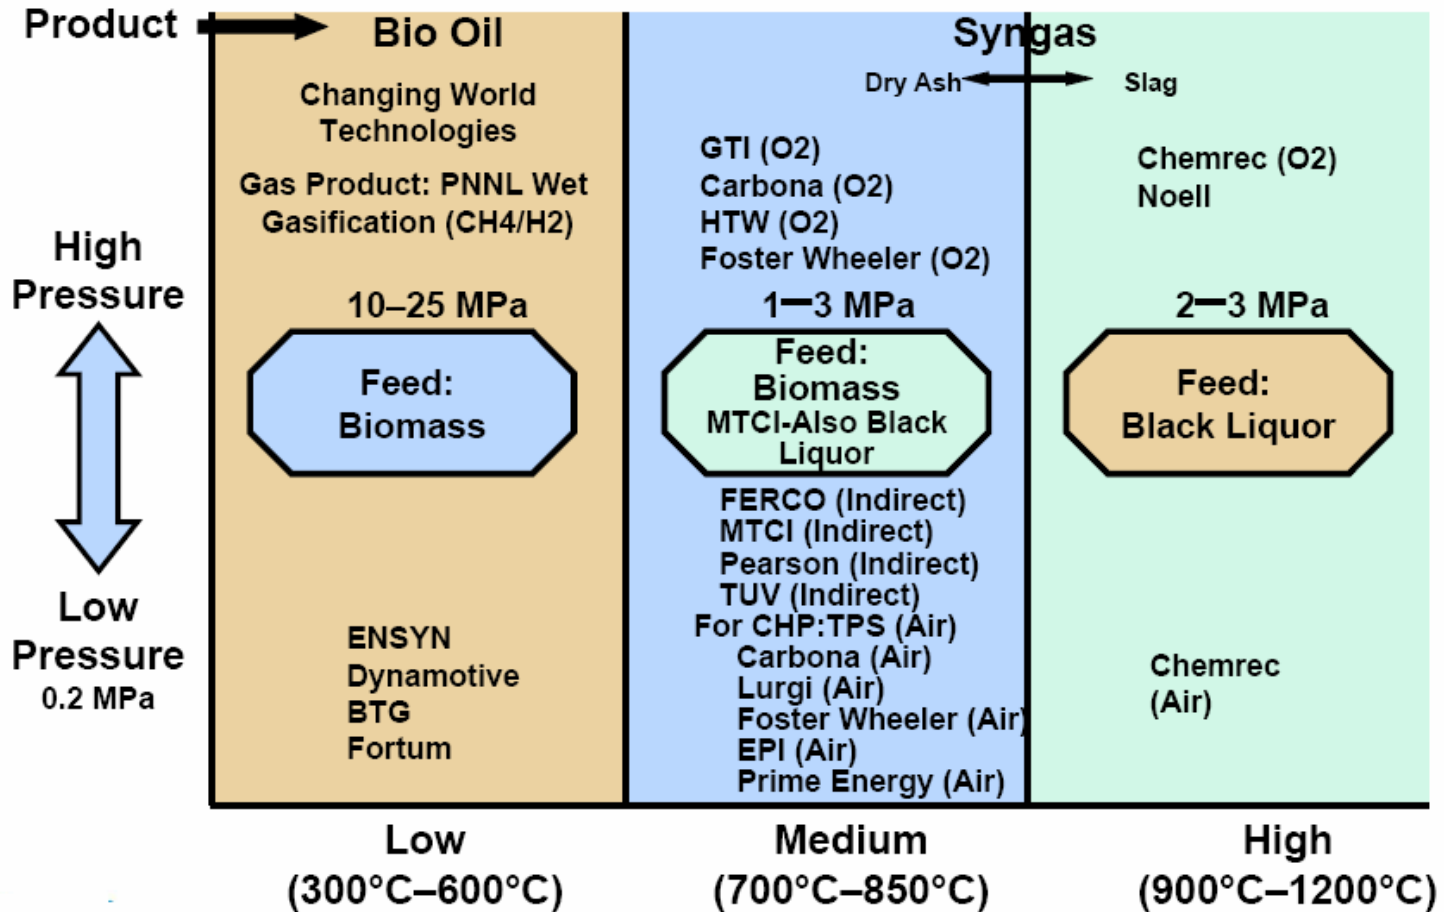 Product
Bio Oil
Syngas
Dry Ash
Slag
Changing World
Technologies
Gas Product: PNNL Wet
Gasification (CH4/H2)
GTI (O2)
Carbona (O2)
HTW (O2)
Foster Wheeler (O2)
Chemrec (O2)
Noell
High
Pressure
10–25 MPa
1—3 MPa
2—3 MPa
Feed:
Biomass
Feed:
Biomass
MTCI-Also Black
Liquor
Feed:
Black Liquor
Low
Pressure
0.2 MPa
ENSYN
Dynamotive
BTG
Fortum
FERCO (Indirect)
MTCI (Indirect)
Pearson (Indirect)
TUV (Indirect)
For CHP:TPS (Air)
Carbona (Air)
Lurgi (Air)
Foster Wheeler (Air)
EPI (Air)
Prime Energy (Air)
Chemrec
(Air)
Low
(300°C–600°C)
Medium
(700°C–850°C)
High
(900°C–1200°C)